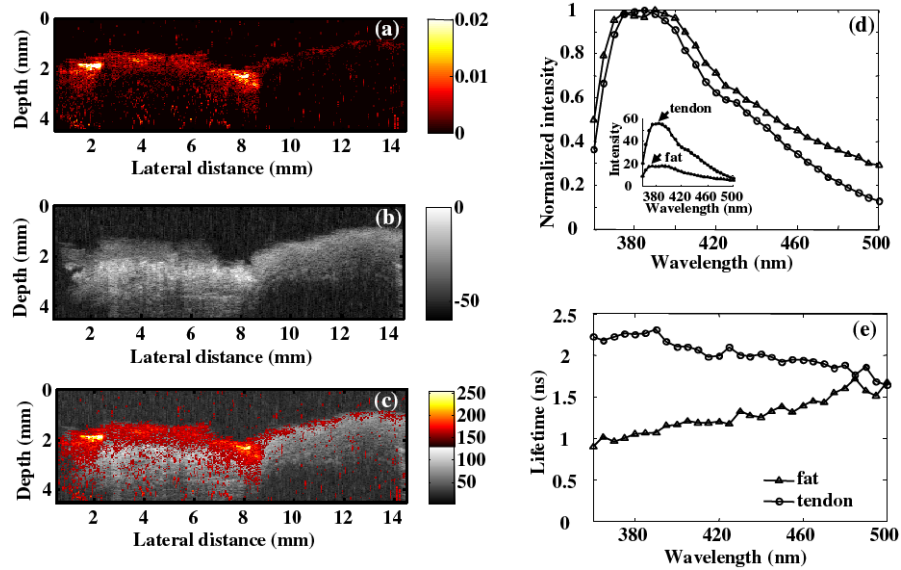 (a)
0
2
4
Depth (mm)
2 4 6 8 10 12 14
Lateral distance (mm)
0.02
0.01
0
(b)
0
2
4
Depth (mm)
2 4 6 8 10 12 14
Lateral distance (mm)
0
-50
(c)
0
2
4
Depth (mm)
2 4 6 8 10 12 14
Lateral distance (mm)
250
200
150
100
50
(d)
1
0.8
0.6
0.4
0.2
0
Normalized intensity
380 420 460 500
Wavelength (nm)
tendon
fat
60
40
20
0
Intensity
380 420 460 500
Wavelength (nm)
(e)
2.5
2
1.5
1
0.5
0
Lifetime (ns)
fat
tendon
380 420 460 500
Wavelength (nm)